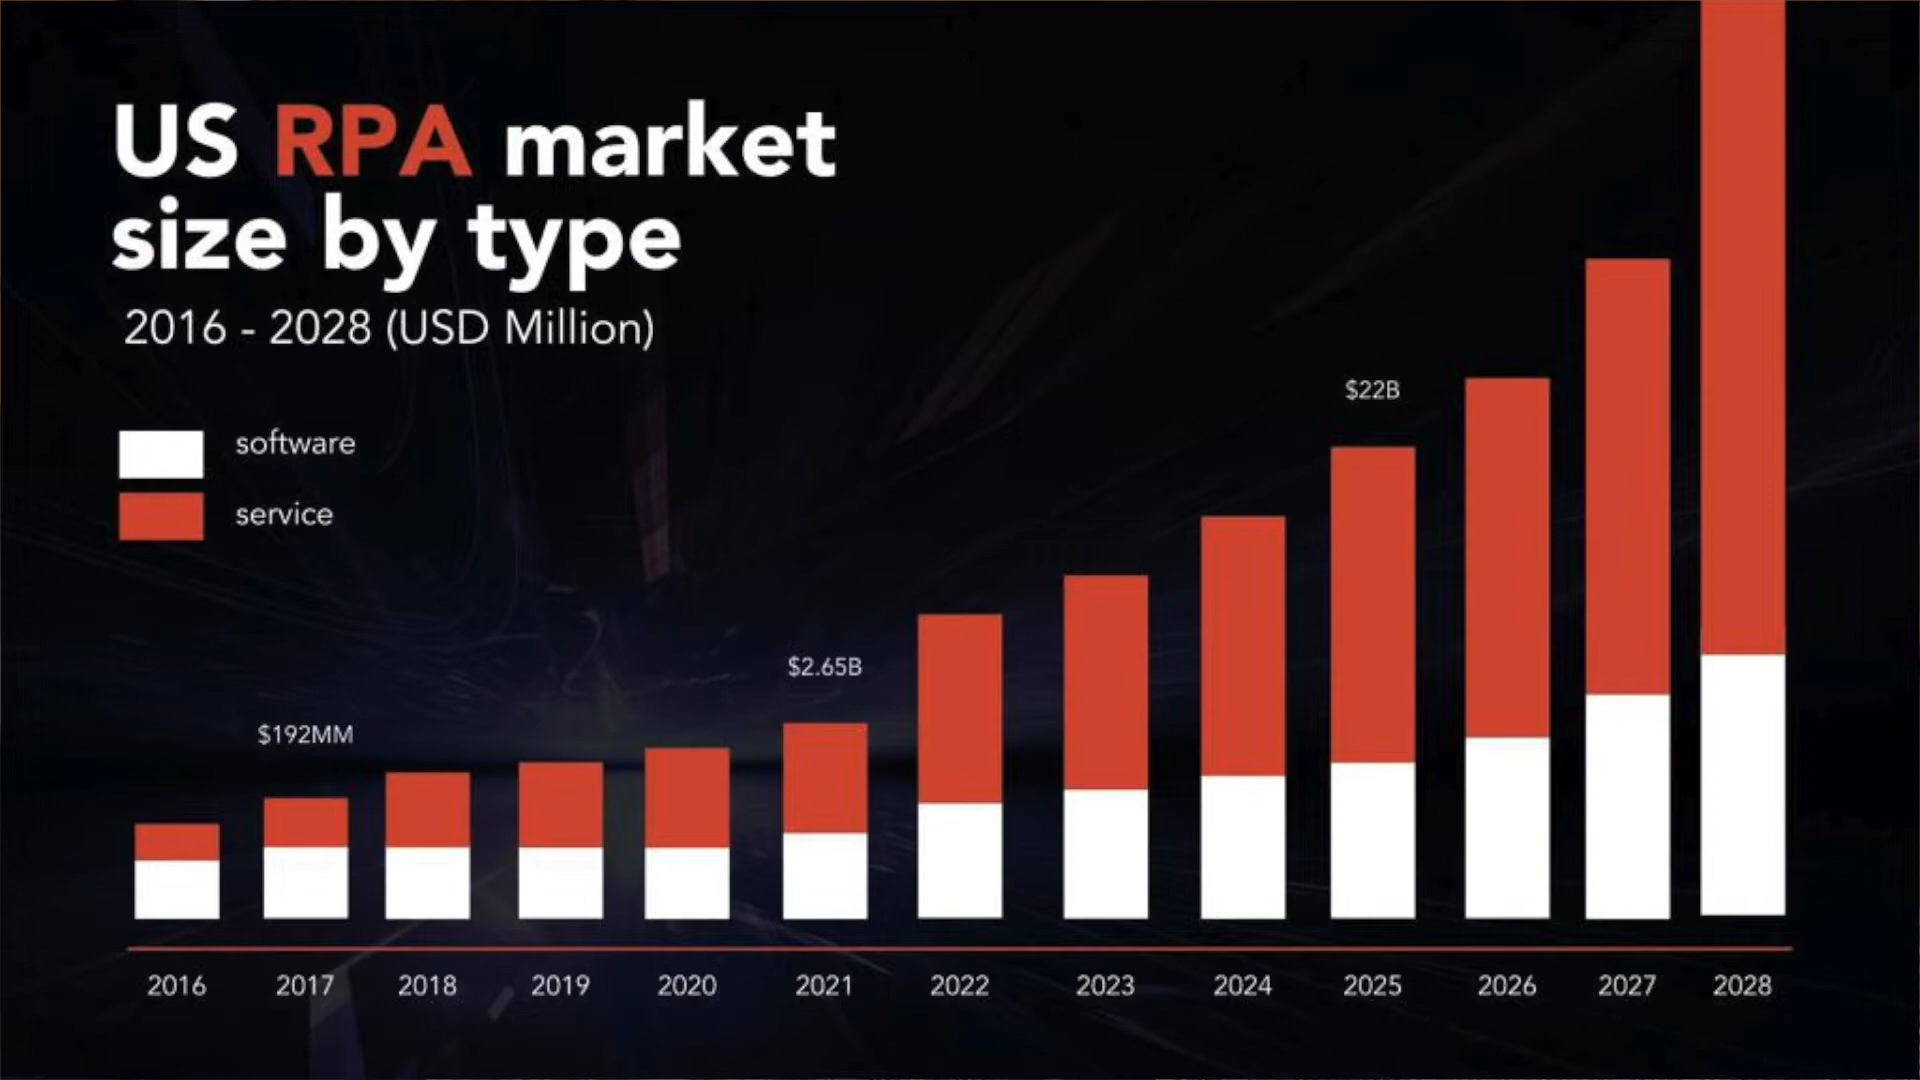 US RPA market
size by type
2016 - 2028 (USD Million)
software
service
$192MM
$2.65B
$22B
2016 2017 2018 2019 2020 2021 2022 2023 2024 2025 2026 2027 2028